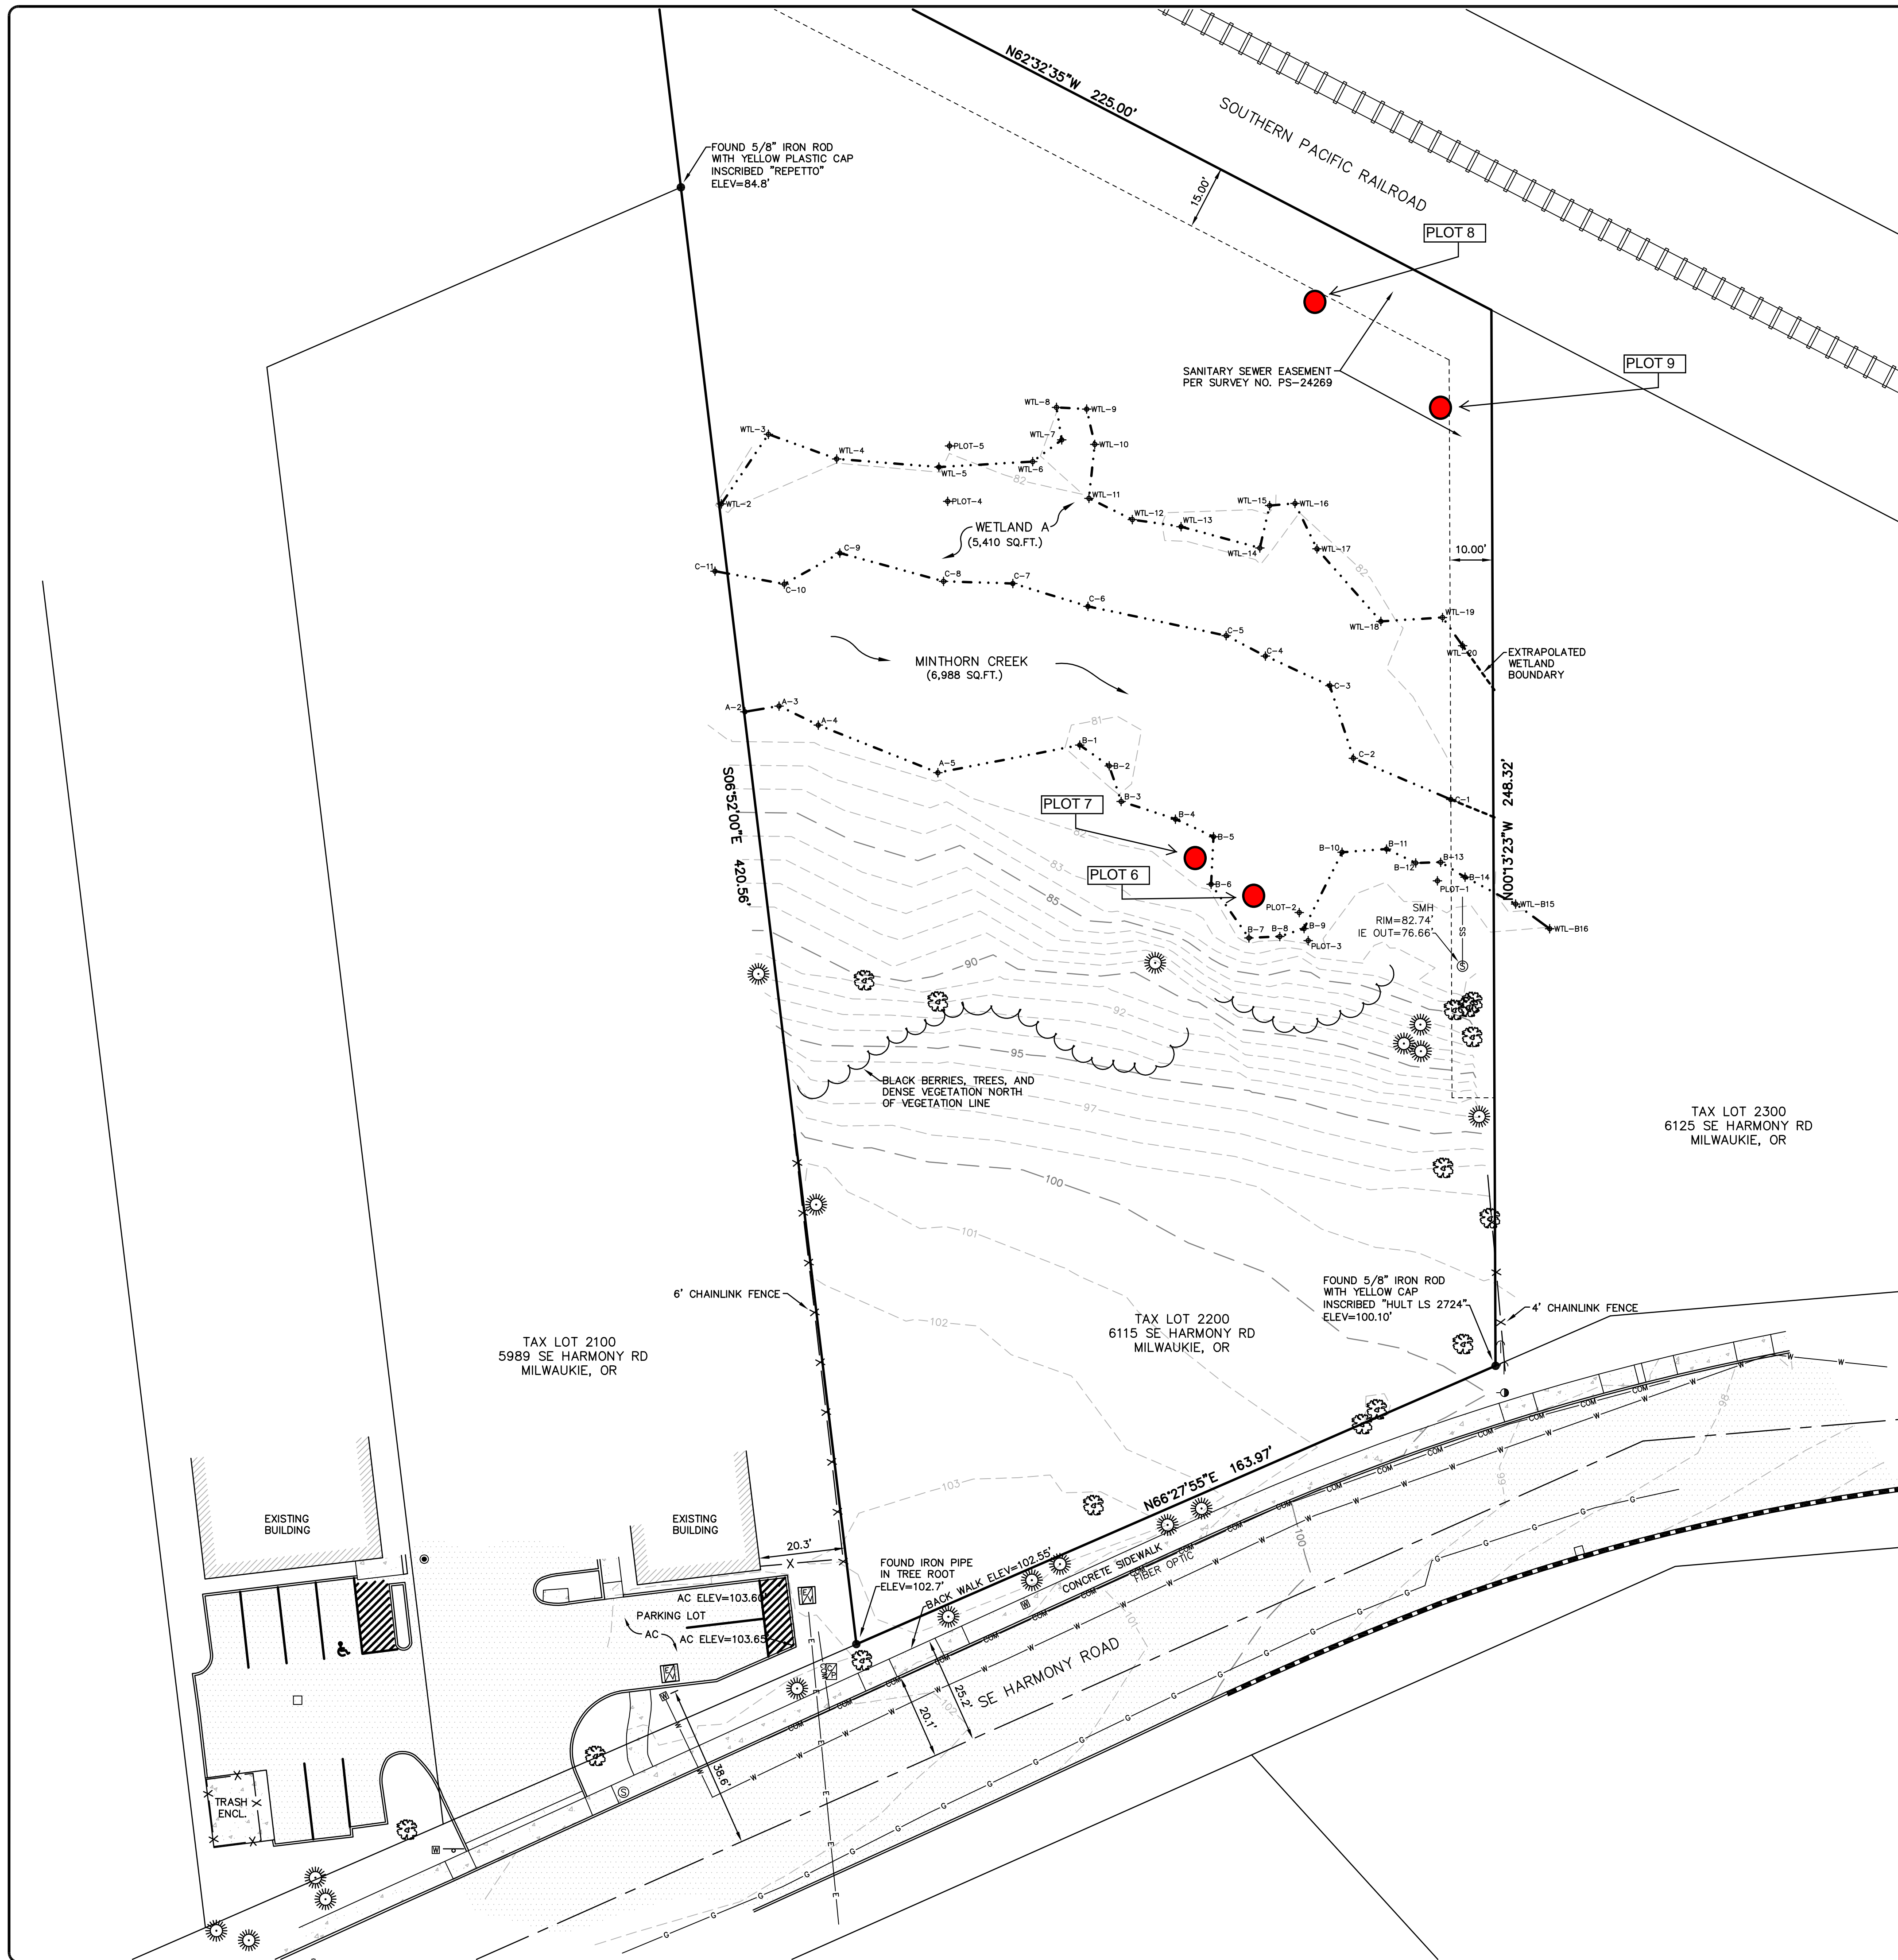 N62°32'35"W 225.00'
SOUTHERN PACIFIC RAILROAD
FOUND 5/8" IRON ROD
WITH YELLOW PLASTIC CAP
INSCRIBED "REPETTO"
ELEV=84.8'
15.00'
PLOT 8
PLOT 9
SANITARY SEWER EASEMENT
PER SURVEY NO. PS-24269
WTL-8
WTL-9
WTL-3
WTL-7
WTL-10
WTL-4
PLOT-5
WTL-6
WTL-5
82
WTL-2
PLOT-4
WTL-11
WTL-15
WTL-16
WTL-12
WTL-13
WETLAND A
(5,410 SQ.FT.)
WTL-14
WTL-17
10.00'
82
C-11
C-10
C-9
C-8
C-7
C-6
C-5
C-4
C-3
C-2
C-1
WTL-18
WTL-19
WTL-20
EXTRAPOLATED
WETLAND
BOUNDARY
MINTHORN CREEK
(6,988 SQ.FT.)
A-2
A-3
A-4
A-5
81
B-1
B-2
B-3
B-4
B-5
B-6
B-7
B-8
B-9
B-10
B-11
B-12
B-13
B-14
WTL-B15
WTL-B16
S06°52'00"E 420.56'
N00°13'23"W 248.32'
PLOT 7
PLOT 6
82
83
85
PLOT-1
PLOT-2
PLOT-3
SMH
RIM=82.74'
IE OUT=76.66'
SS
S
90
92
95
97
BLACK BERRIES, TREES, AND
DENSE VEGETATION NORTH
OF VEGETATION LINE
TAX LOT 2300
6125 SE HARMONY RD
MILWAUKIE, OR
100
101
102
103
6' CHAINLINK FENCE
FOUND 5/8" IRON ROD
WITH YELLOW CAP
INSCRIBED "HULT LS 2724"
ELEV=100.10'
4' CHAINLINK FENCE
TAX LOT 2100
5989 SE HARMONY RD
MILWAUKIE, OR
TAX LOT 2200
6115 SE HARMONY RD
MILWAUKIE, OR
N66°27'55"E 163.97'
98
99
100
101
102
EXISTING
BUILDING
EXISTING
BUILDING
20.3'
FOUND IRON PIPE
IN TREE ROOT
ELEV=102.7'
BACK WALK ELEV=102.55'
CONCRETE SIDEWALK
FIBER OPTIC
AC ELEV=103.60'
PARKING LOT
AC
AC ELEV=103.65'
SE HARMONY ROAD
25.2'
20.1'
38.6'
TRASH
ENCL.
COM
W
G
E